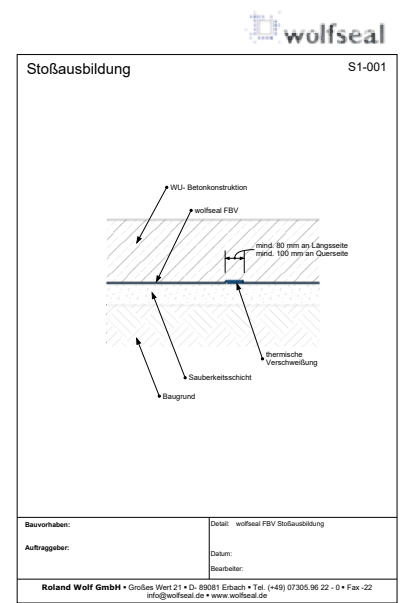 wolfseal
Stoßausbildung
S1-001
WU- Betonkonstruktion
wolfseal FBV
mind. 80 mm an Längsseite
mind. 100 mm an Querseite
thermische
Verschweißung
Sauberkeitsschicht
Baugrund
Bauvorhaben:
Auftraggeber:
Detail: wolfseal FBV Stoßausbildung
Datum:
Bearbeiter:
Roland Wolf GmbH • Großes Wert 21 • D- 89081 Erbach • Tel. (+49) 07305.96 22 - 0 • Fax -22
info@wolfseal.de • www.wolfseal.de